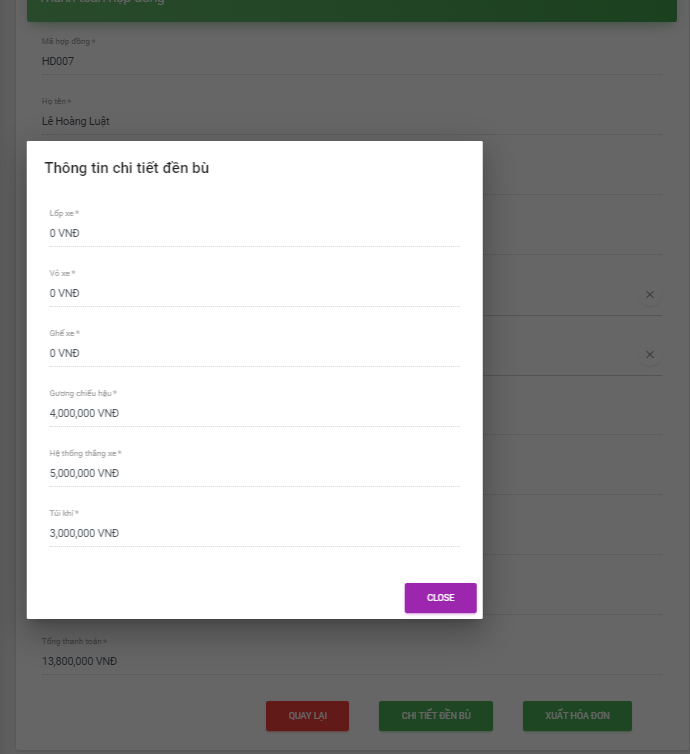 Thanh toán hợp đồng
Mã hợp đồng *
HD007
Họ tên *
Lê Hoàng Luật
Thông tin chi tiết đền bù
Lốp xe *
0 VNĐ
Vỏ xe *
0 VNĐ
Ghế xe *
0 VNĐ
Gương chiếu hậu *
4,000,000 VNĐ
Hệ thống thắng xe *
5,000,000 VNĐ
Túi khí *
3,000,000 VNĐ
CLOSE
Tổng thanh toán *
13,800,000 VNĐ
QUAY LẠI
CHI TIẾT ĐỀN BÙ
XUẤT HÓA ĐƠN